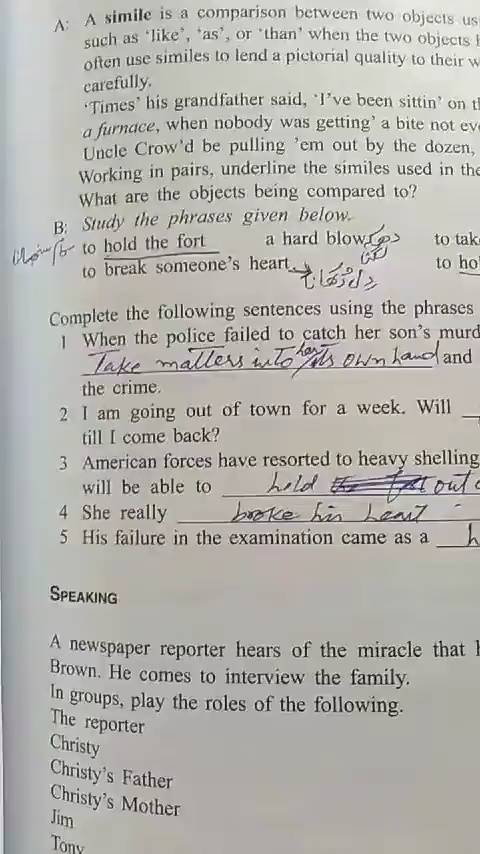 A: A simile is a comparison between two objects us
such as 'like', 'as', or 'than' when the two objects
often use similes to lend a pictorial quality to their w
carefully.
'Times' his grandfather said, 'I've been sittin' on t
a furnace, when nobody was getting' a bite not ev
Uncle Crow'd be pulling 'em out by the dozen,
Working in pairs, underline the similes used in the
What are the objects being compared to?
B: Study the phrases given below.
to hold the fort a hard blow to tak
to break someone's heart دل دکھانا to ho
Complete the following sentences using the phrases
1 When the police failed to catch her son's murd
Take matters into her own hand and
the crime.
2 I am going out of town for a week. Will
till I come back?
3 American forces have resorted to heavy shelling
will be able to hold out
4 She really broke his heart
5 His failure in the examination came as a h
SPEAKING
A newspaper reporter hears of the miracle that h
Brown. He comes to interview the family.
In groups, play the roles of the following.
The reporter
Christy
Christy's Father
Christy's Mother
Jim
Tony